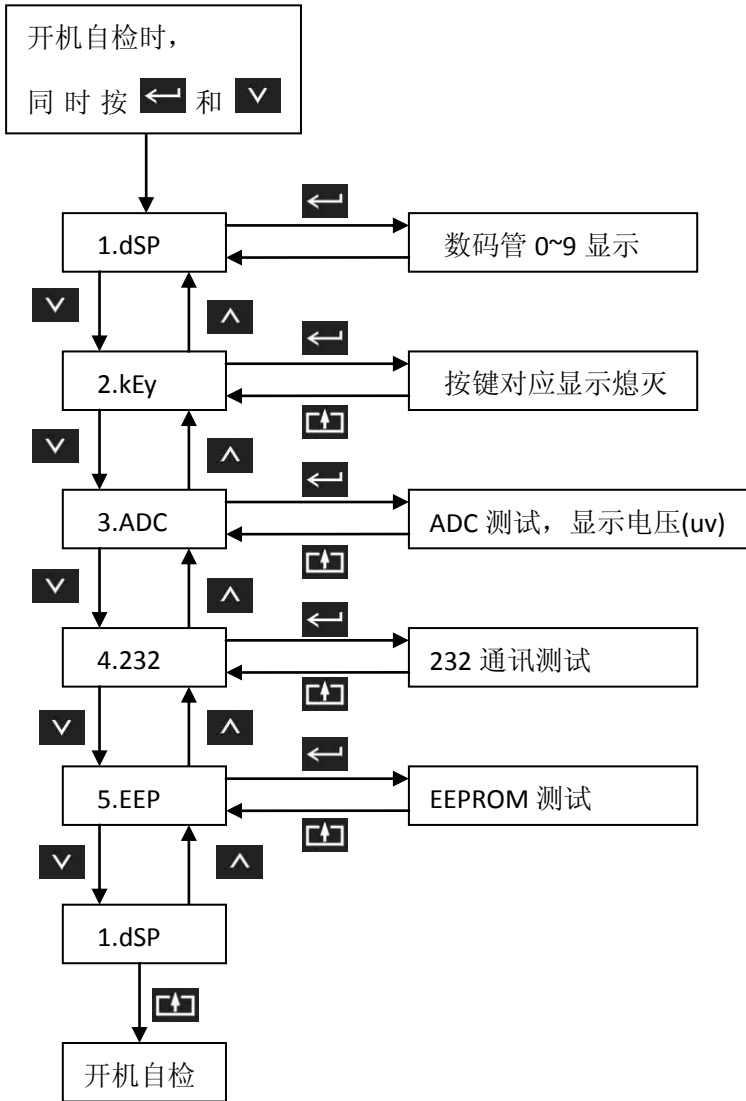 开机自检时，
同时按 和
1.dSP
数码管 0~9 显示
2.kEy
按键对应显示熄灭
3.ADC
ADC 测试，显示电压(uv)
4.232
232 通讯测试
5.EEP
EEPROM 测试
1.dSP
开机自检